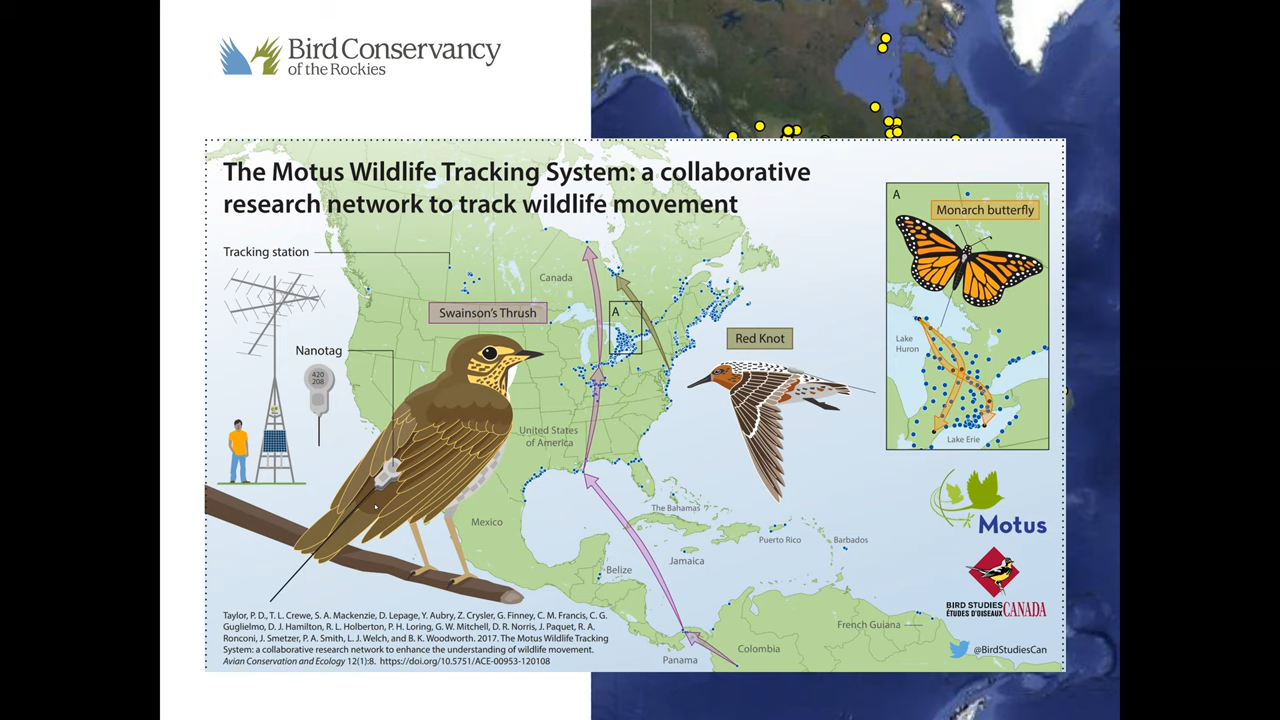 Bird Conservancy
of the Rockies
The Motus Wildlife Tracking System: a collaborative
research network to track wildlife movement
Tracking station
Nanotag
420
208
Swainson's Thrush
Canada
A
Red Knot
United States
of America
Mexico
The Bahamas
Puerto Rico
Barbados
Jamaica
Belize
French Guiana
Panama
Colombia
A
Monarch butterfly
Lake
Huron
Lake Erie
Motus
BIRD STUDIES
ÉTUDES D'OISEAUX CANADA
@BirdStudiesCan
Taylor, P. D., T. L. Crewe, S. A. Mackenzie, D. Lepage, Y. Aubry, Z. Crysler, G. Finney, C. M. Francis, C. G.
Guglielmo, D. J. Hamilton, R. L. Holberton, P. H. Loring, G. W. Mitchell, D. R. Norris, J. Paquet, R. A.
Ronconi, J. Smetzer, P. A. Smith, L. J. Welch, and B. K. Woodworth. 2017. The Motus Wildlife Tracking
System: a collaborative research network to enhance the understanding of wildlife movement.
Avian Conservation and Ecology 12(1):8. https://doi.org/10.5751/ACE-00953-120108